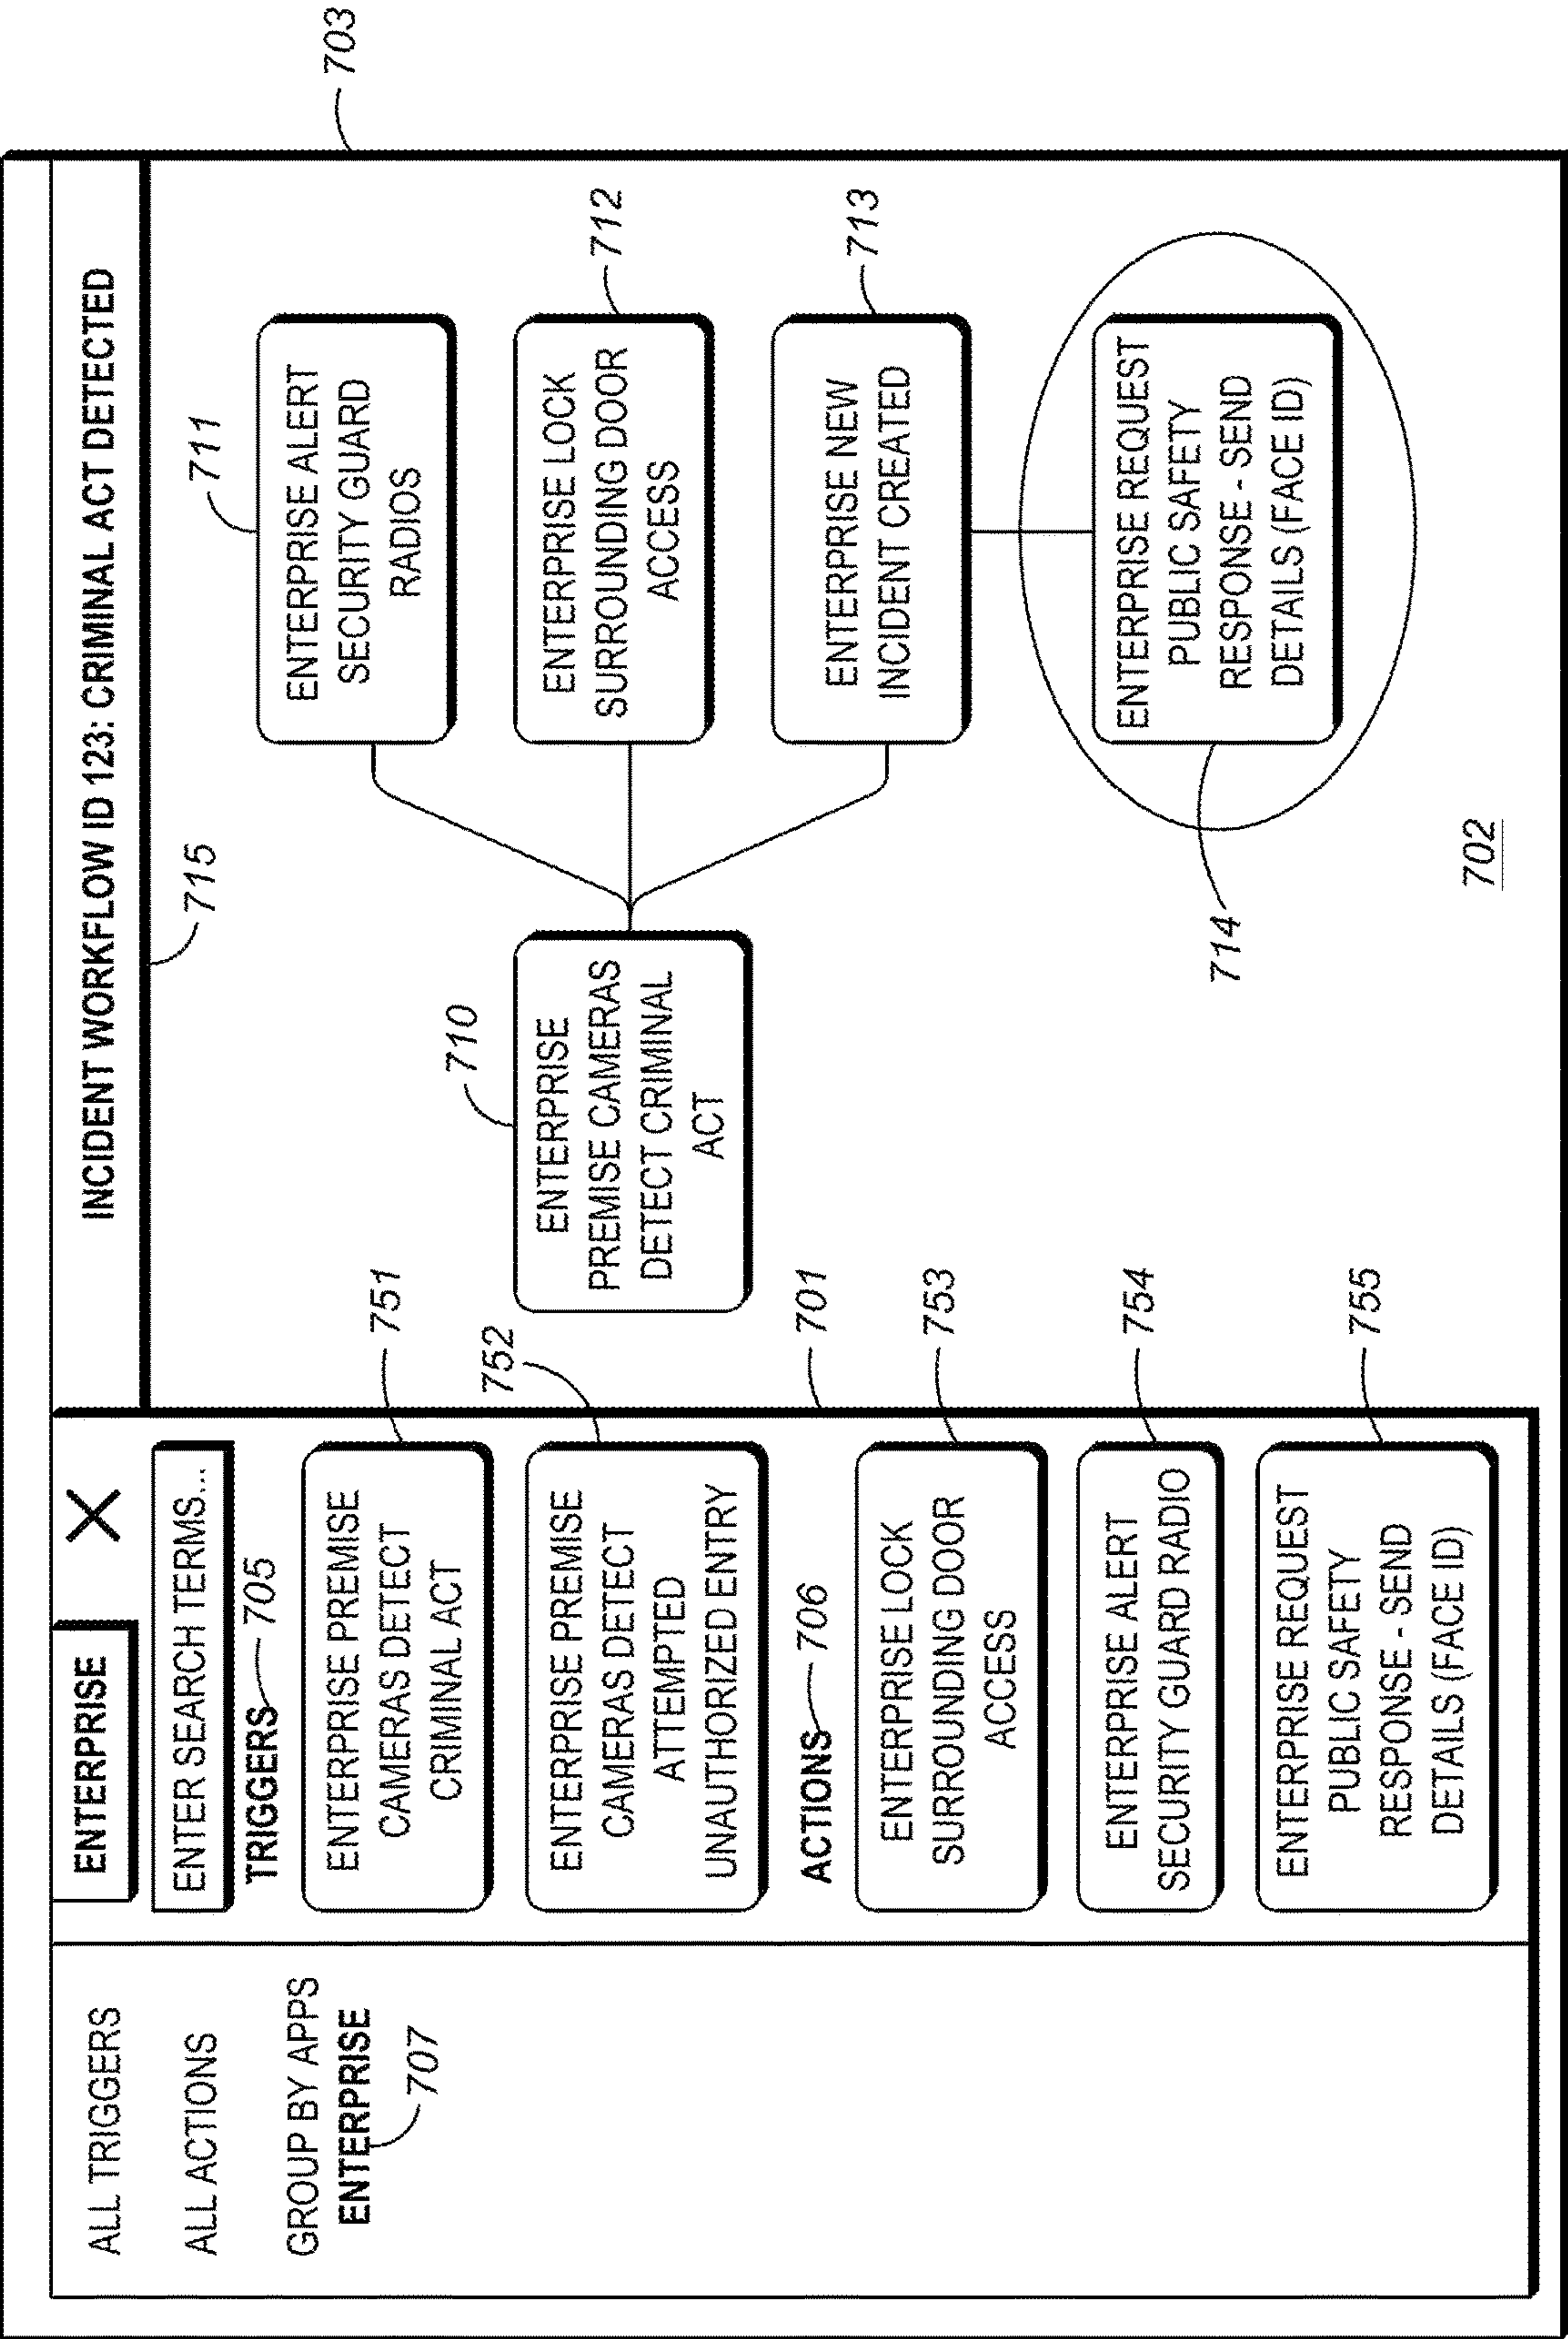 ALL TRIGGERS
ALL ACTIONS
GROUP BY APPS
ENTERPRISE
707
ENTERPRISE X
ENTER SEARCH TERMS...
TRIGGERS 705
ENTERPRISE PREMISE
CAMERAS DETECT
CRIMINAL ACT
751
ENTERPRISE PREMISE
CAMERAS DETECT
ATTEMPTED
UNAUTHORIZED ENTRY
752
ACTIONS 706
701
ENTERPRISE LOCK
SURROUNDING DOOR
ACCESS
753
ENTERPRISE ALERT
SECURITY GUARD RADIO
754
ENTERPRISE REQUEST
PUBLIC SAFETY
RESPONSE - SEND
DETAILS (FACE ID)
755
INCIDENT WORKFLOW ID 123: CRIMINAL ACT DETECTED
715
703
710
ENTERPRISE
PREMISE CAMERAS
DETECT CRIMINAL
ACT
711
ENTERPRISE ALERT
SECURITY GUARD
RADIOS
712
ENTERPRISE LOCK
SURROUNDING DOOR
ACCESS
713
ENTERPRISE NEW
INCIDENT CREATED
714
ENTERPRISE REQUEST
PUBLIC SAFETY
RESPONSE - SEND
DETAILS (FACE ID)
702